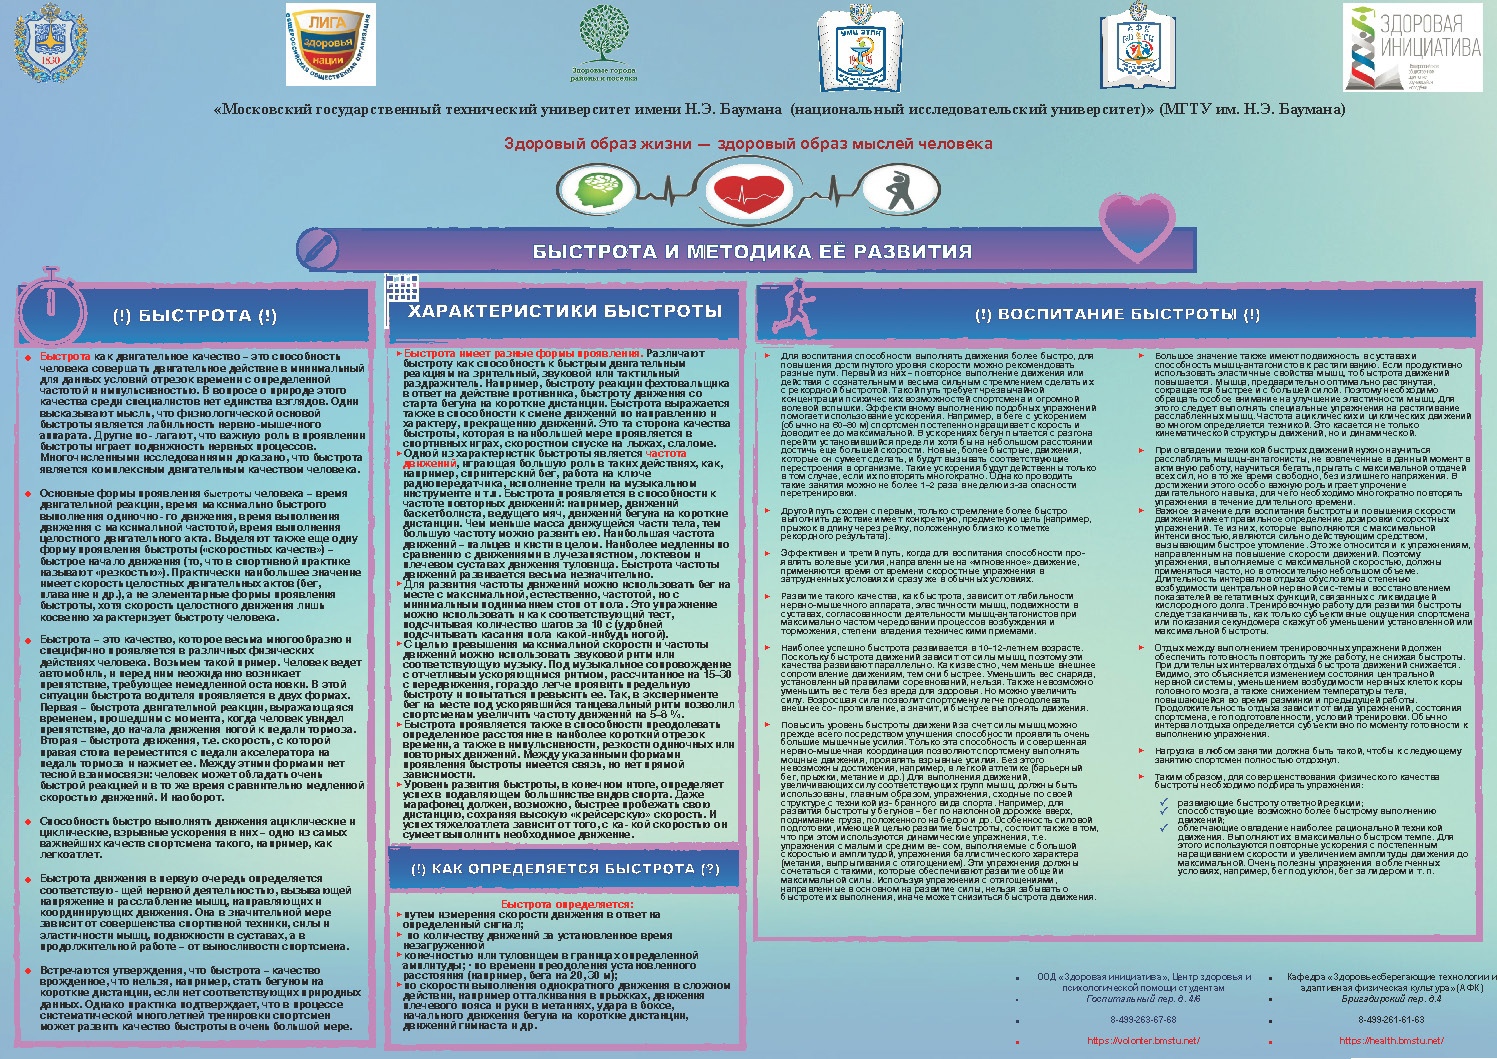 1830
ЛИГА
здоровья
нации
ОБЩЕРОССИЙСКАЯ ОБЩЕСТВЕННАЯ ОРГАНИЗАЦИЯ
Здоровые города
районы и поселки
ЗДОРОВАЯ
ИНИЦИАТИВА
«Московский государственный технический университет имени Н.Э. Баумана (национальный исследовательский университет)» (МГТУ им. Н.Э. Баумана)
Здоровый образ жизни — здоровый образ мыслей человека
БЫСТРОТА И МЕТОДИКА ЕЁ РАЗВИТИЯ
(!) БЫСТРОТА (!)
Быстрота как двигательное качество – это способность
человека совершать двигательное действие в минимальный
для данных условий отрезок времени с определенной
частотой и импульсивностью. В вопросе о природе этого
качества среди специалистов нет единства взглядов. Один
высказывают мысль, что физиологической основой
быстроты является лабильность нервно-мышечного
аппарата. Другие по- лагают, что важную роль в проявлении
быстроты играет подвижность нервных процессов.
Многочисленными исследованиями доказано, что быстрота
является комплексным двигательным качеством человека.
Основные формы проявления быстроты человека – время
двигательной реакции, время максимально быстрого
выполнения одиночно- го движения, время выполнения
движения с максимальной частотой, время выполнения
целостного двигательного акта. Выделяют также еще одну
форму проявления быстроты («скоростных качеств») –
быстрое начало движения (то, что в спортивной практике
называют «резкостью»). Практически наибольшее значение
имеет скорость целостных двигательных актов (бег,
плавание и др.), а не элементарные формы проявления
быстроты, хотя скорость целостного движения лишь
косвенно характеризует быстроту человека.
Быстрота – это качество, которое весьма многообразно и
специфично проявляется в различных физических
действиях человека. Возьмем такой пример. Человек ведет
автомобиль, и перед ним неожиданно возникает
препятствие, требующее немедленной остановки. В этой
ситуации быстрота водителя проявляется в двух формах.
Первая – быстрота двигательной реакции, выражающаяся
временем, прошедшим с момента, когда человек увидел
препятствие, до начала движения ногой к педали тормоза.
Вторая – быстрота движения, т.е. скорость, с которой
правая стопа переместится с педали акселератора на
педаль тормоза и нажмет ее. Между этими формами нет
тесной взаимосвязи: человек может обладать очень
быстрой реакцией и в то же время сравнительно медленной
скоростью движений. И наоборот.
Способность быстро выполнять движения ациклические и
циклические, взрывные ускорения в них – одно из самых
важнейших качеств спортсмена такого, например, как
легкоатлет.
Быстрота движения в первую очередь определяется
соответствую- щей нервной деятельностью, вызывающей
напряжение и расслабление мышц, направляющих и
координирующих движения. Она в значительной мере
зависит от совершенства спортивной техники, силы и
эластичности мышц, подвижности в суставах, а в
продолжительной работе – от выносливости спортсмена.
Встречаются утверждения, что быстрота – качество
врожденное, что нельзя, например, стать бегуном на
короткие дистанции, если нет соответствующих природных
данных. Однако практика подтверждает, что в процессе
систематической многолетней тренировки спортсмен
может развить качество быстроты в очень большой мере.
ХАРАКТЕРИСТИКИ БЫСТРОТЫ
Быстрота имеет разные формы проявления. Различают
быстроту как способность к быстрым двигательным
реакциям на зрительный, звуковой или тактильный
раздражитель. Например, быстроту реакции фехтовальщика
в ответ на действие противника, быстроту движения со
старта бегуна на короткие дистанции. Быстрота выражается
также в способности к смене движений по направлению и
характеру, прекращению движений. Это та сторона качества
быстроты, которая в наибольшей мере проявляется в
спортивных играх, скоростном спуске на лыжах, слаломе.
Одной из характеристик быстроты является частота
движений, играющая большую роль в таких действиях, как,
например, спринтерский бег, работа на ключе
радиопередатчика, исполнение трели на музыкальном
инструменте и т.п. Быстрота проявляется в способности к
частоте повторных движений: например, движений
баскетболиста, ведущего мяч, движений бегуна на короткие
дистанции. Чем меньше масса движущейся части тела, тем
большую частоту можно развить ею. Наибольшая частота
движений – пальцев и кисти в целом. Наиболее медленны по
сравнению с движениями в лучезапястном, локтевом и
плечевом суставах движения туловища. Быстрота частоты
движений развивается весьма незначительно.
Для развития частоты движений можно использовать бег на
месте с максимальной, естественно, частотой, но с
минимальным подниманием стоп от пола. Это упражнение
можно использовать и как соответствующий тест,
подсчитывая количество шагов за 10 с (удобней
подсчитывать касания пола какой-нибудь ногой).
С целью превышения максимальной скорости и частоты
движений можно использовать звуковой ритм или
соответствующую музыку. Под музыкальное сопровождение
с отчетливым ускоряющимся ритмом, рассчитанное на 15–30
с передвижения, гораздо легче проявить предельную
быстроту и попытаться превысить ее. Так, в эксперименте
бег на месте под ускорявшийся танцевальный ритм позволил
спортсменам увеличить частоту движений на 5–8 %.
Быстрота проявляется также в способности преодолевать
определенное расстояние в наиболее короткий отрезок
времени, а также в импульсивности, резкости одиночных или
повторных движений. Между указанными формами
проявления быстроты имеется связь, но нет прямой
зависимости.
Уровень развития быстроты, в конечном итоге, определяет
успех в подавляющем большинстве видов спорта. Даже
марафонец должен, возможно, быстрее пробежать свою
дистанцию, сохраняя высокую «крейсерскую» скорость. И
успех тяжелоатлета зависит от того, с ка- кой скоростью он
сумеет выполнить необходимое движение.
(!) КАК ОПРЕДЕЛЯЕТСЯ БЫСТРОТА (?)
Быстрота определяется:
путем измерения скорости движения в ответ на
определенный сигнал;
по количеству движений за установленное время
незагруженной
конечностью или туловищем в границах определенной
амплитуды; · по времени преодоления установленного
расстояния (например, бега на 20, 30 м);
по скорости выполнения однократного движения в сложном
действии, например отталкивания в прыжках, движения
плечевого пояса и руки в метаниях, удара в боксе,
начального движения бегуна на короткие дистанции,
движений гимнаста и др.
(!) ВОСПИТАНИЕ БЫСТРОТЫ (!)
Для воспитания способности выполнять движения более быстро, для
повышения достигнутого уровня скорости можно рекомендовать
разные пути. Первый из них – повторное выполнение движения или
действия с сознательным и весьма сильным стремлением сделать их
с рекордной быстротой. Такой путь требует чрезвычайной
концентрации психических возможностей спортсмена и огромной
волевой вспышки. Эффективному выполнению подобных упражнений
помогает использование ускорения. Например, в беге с ускорением
(обычно на 60–80 м) спортсмен постепенно наращивает скорость и
доводит ее до максимальной. В ускорениях бегун пытается с разгона
перейти установившийся предел и хотя бы на небольшом расстоянии
достичь еще большей скорости. Новые, более быстрые, движения,
которые он сумеет сделать, и будут вызывать соответствующие
перестроения в организме. Такие ускорения будут действенны только
в том случае, если их повторять многократно. Однако проводить
такие занятия можно не более 1–2 раза в неделю из-за опасности
перетренировки.
Другой путь сходен с первым, только стремление более быстро
выполнить действие имеет конкретную, предметную цель (например,
прыжок в длину через рейку, положенную близко к отметке
рекордного результата).
Эффективен и третий путь, когда для воспитания способности про-
являть волевые усилия, направленные на «мгновенное» движение,
применяются время от времени скоростные упражнения в
затрудненных условиях и сразу же в обычных условиях.
Развитие такого качества, как быстрота, зависит от лабильности
нервно-мышечного аппарата, эластичности мышц, подвижности в
суставах, согласованности деятельности мышц-антагонистов при
максимально частом чередовании процессов возбуждения и
торможения, степени владения техническими приемами.
Наиболее успешно быстрота развивается в 10–12-летнем возрасте.
Поскольку быстрота движений зависит от силы мышц, поэтому эти
качества развивают параллельно. Как известно, чем меньше внешнее
сопротивление движениям, тем они быстрее. Уменьшить вес снаряда,
установленный правилами соревнований, нельзя. Также невозможно
уменьшить вес тела без вреда для здоровья. Но можно увеличить
силу. Возросшая сила позволит спортсмену легче преодолевать
внешнее со- противление, а значит, и быстрее выполнять движения.
Повысить уровень быстроты движений за счет силы мышц можно
прежде всего посредством улучшения способности проявлять очень
большие мышечные усилия. Только эта способность и совершенная
нервно-мышечная координация позволяют спортсмену выполнять
мощные движения, проявлять взрывные усилия. Без этого
невозможны достижения, например, в легкой атлетике (барьерный
бег, прыжки, метание и др.) Для выполнения движений,
увеличивающих силу соответствующих групп мышц, должны быть
использованы, главным образом, упражнения, сходные по своей
структуре с техникой из- бранного вида спорта. Например, для
развития быстроты у бегунов – бег по наклонной дорожке вверх,
поднимание груза, положенного на бедро и др. Особенность силовой
подготовки, имеющей целью развитие быстроты, состоит также в том,
что при этом используются динамические упражнения, т.е.
упражнения с малым и средним ве- сом, выполняемые с большой
скоростью и амплитудой, упражнения баллистического характера
(метания, выпрыгивания с отягощением). Эти упражнения должны
сочетаться с такими, которые обеспечивают развитие общей и
максимальной силы. Используя упражнения с отягощениями,
направленные в основном на развитие силы, нельзя забывать о
быстроте их выполнения, иначе может снизиться быстрота движения.
Большое значение также имеют подвижность в суставах и
способность мышц-антагонистов к растягиванию. Если продуктивно
использовать эластичные свойства мышц, то быстрота движений
повышается. Мышца, предварительно оптимально растянутая,
сокращается быстрее и с большей силой. Поэтому необходимо
обращать особое внимание на улучшение эластичности мышц. Для
этого следует выполнять специальные упражнения на растягивание
расслабленных мышц. Частота ациклических и циклических движений
во многом определяется техникой. Это касается не только
кинематической структуры движений, но и динамической.
При овладении техникой быстрых движений нужно научиться
расслаблять мышцы-антагонисты, не вовлеченные в данный момент в
активную работу, научиться бегать, прыгать с максимальной отдачей
всех сил, но в то же время свободно, без излишнего напряжения. В
достижении этого особо важную роль играет упрочение
двигательного навыка, для чего необходимо многократно повторять
упражнения в течение длительного времени.
Важное значение для воспитания быстроты и повышения скорости
движений имеет правильное определение дозировки скоростных
упражнений. Те из них, которые выполняются с максимальной
интенсивностью, являются сильно действующим средством,
вызывающим быстрое утомление. Это же относится и к упражнениям,
направленным на повышение скорости движений. Поэтому
упражнения, выполняемые с максимальной скоростью, должны
применяться часто, но в относительно небольшом объеме.
Длительность интервалов отдыха обусловлена степенью
возбудимости центральной нервной сис-темы и восстановлением
показателей вегетативных функций, связанных с ликвидацией
кислородного долга. Тренировочную работу для развития быстроты
следует заканчивать, как только субъективные ощущения спортсмена
или показания секундомера скажут об уменьшении установленной или
максимальной быстроты.
Отдых между выполнением тренировочных упражнений должен
обеспечить готовность повторить ту же работу, не снижая быстроты.
При длительных интервалах отдыха быстрота движений снижается.
Видимо, это объясняется изменением состояния центральной
нервной системы, уменьшением возбудимости нервных клеток коры
головного мозга, а также снижением температуры тела,
повышающейся во время разминки и предыдущей работы.
Продолжительность отдыха зависит от вида упражнений, состояния
спортсмена, его подготовленности, условий тренировки. Обычно
интервал отдыха определяется субъективно по моменту готовности к
выполнению упражнения.
Нагрузка в любом занятии должна быть такой, чтобы к следующему
занятию спортсмен полностью отдохнул.
Таким образом, для совершенствования физического качества
быстроты необходимо подбирать упражнения:
развивающие быстроту ответной реакции;
способствующие возможно более быстрому выполнению
движений;
облегчающие овладение наиболее рациональной техникой
движения. Выполняют их в максимально быстром темпе. Для
этого используются повторные ускорения с постепенным
наращиванием скорости и увеличением амплитуды движения до
максимальной. Очень полезны упражнения в облегченных
условиях, например, бег под уклон, бег за лидером и т. п.
ООД «Здоровая инициатива», Центр здоровья и
психологической помощи студентам
Госпитальный пер. д. 4/6
8-499-263-67-68
https://volonter.bmstu.net/
Кафедра «Здоровьесберегающие технологии и
адаптивная физическая культура» (АФК)
Бригадирский пер. д.4
8-499-261-61-63
https://health.bmstu.net/